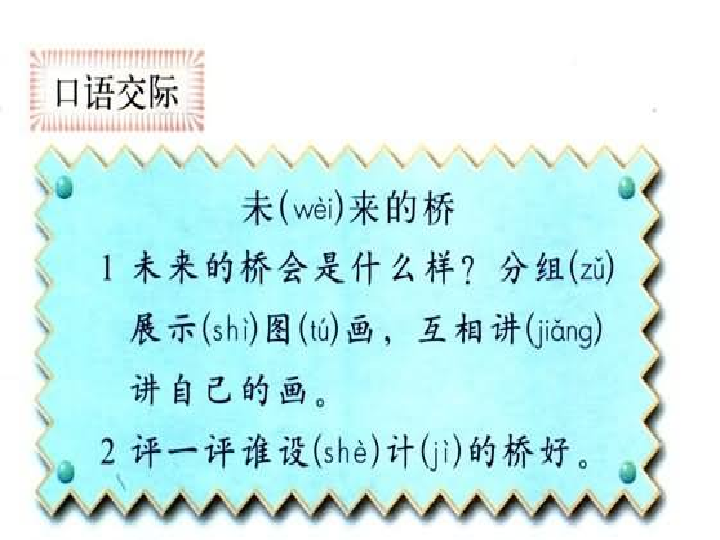 口语交际
未(wèi)来的桥
1 未来的桥会是什么样？分组(zǔ)
展示(shì)图(tú)画，互相讲(jiǎng)
讲自己的画。
2 评一评谁设(shè)计(jì)的桥好。